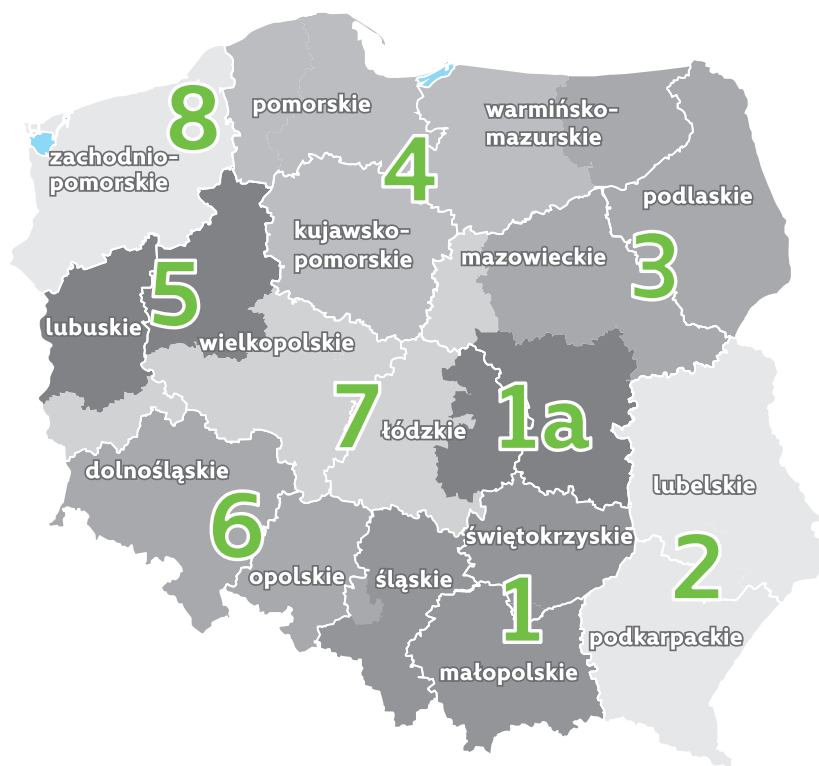 pomorskie
8
warmińsko-
mazurskie
zachodnio-
pomorskie
4
podlaskie
kujawsko-
pomorskie
mazowieckie
3
5
lubuskie
wielkopolskie
7
łódzkie
1a
dolnośląskie
lubelskie
6
świętokrzyskie
2
opolskie
śląskie
1
podkarpackie
małopolskie